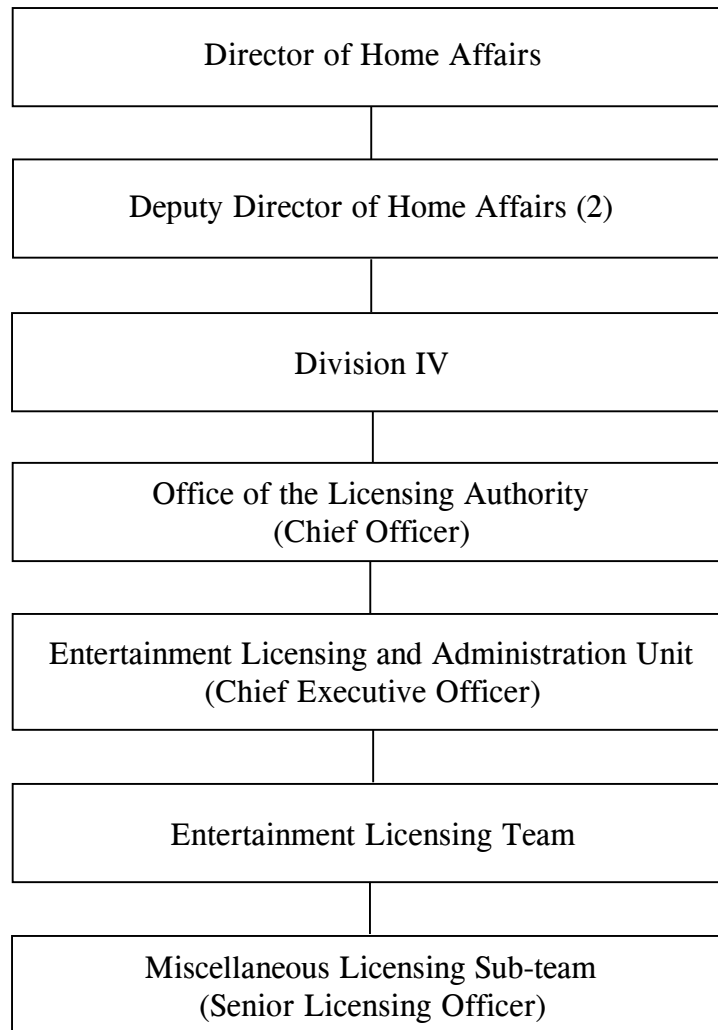 Director of Home Affairs
Deputy Director of Home Affairs (2)
Division IV
Office of the Licensing Authority
(Chief Officer)
Entertainment Licensing and Administration Unit
(Chief Executive Officer)
Entertainment Licensing Team
Miscellaneous Licensing Sub-team
(Senior Licensing Officer)